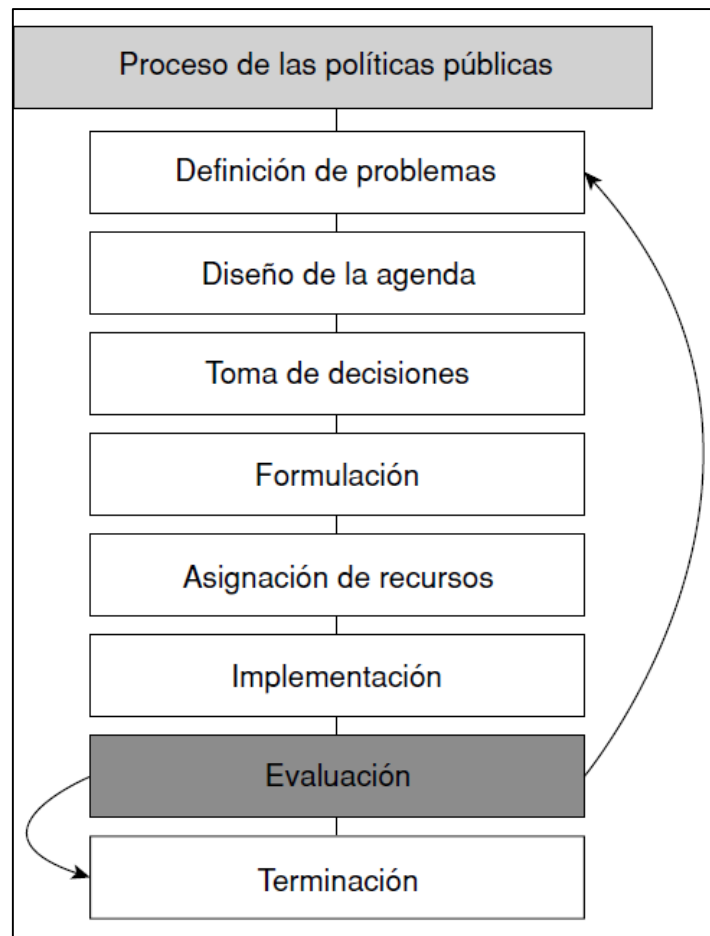 Proceso de las políticas públicas
Definición de problemas
Diseño de la agenda
Toma de decisiones
Formulación
Asignación de recursos
Implementación
Evaluación
Terminación